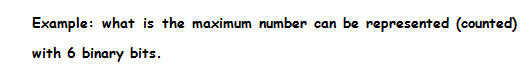 Example: what is the maximum number can be represented (counted)
with 6 binary bits.